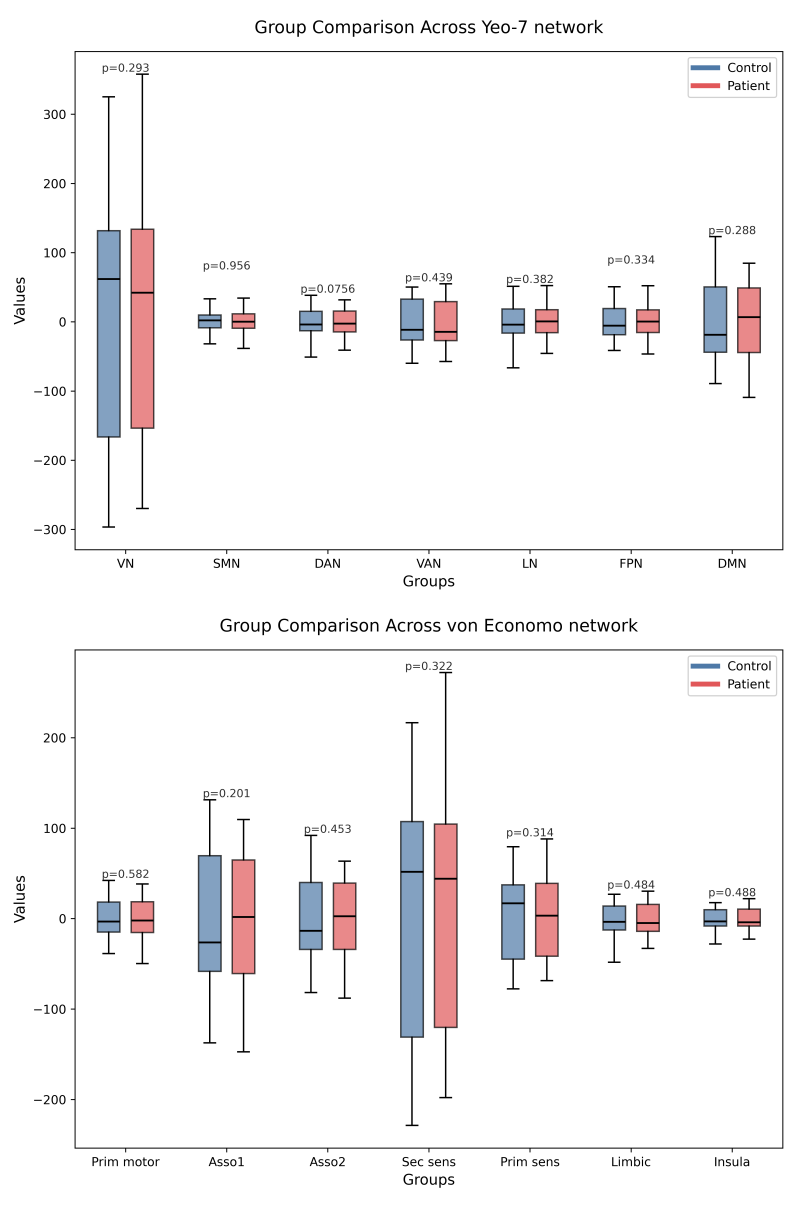 Group Comparison Across Yeo-7 network
p=0.293
Control
Patient
300
200
p=0.288
100
p=0.334
p=0.956
p=0.439
p=0.382
p=0.0756
Values
0
−100
−200
−300
VN
SMN
DAN
VAN
LN
FPN
DMN
Groups
Group Comparison Across von Economo network
p=0.322
Control
Patient
200
p=0.201
100
p=0.453
p=0.314
p=0.582
p=0.484
p=0.488
Values
0
−100
−200
Prim motor
Asso1
Asso2
Sec sens
Prim sens
Limbic
Insula
Groups